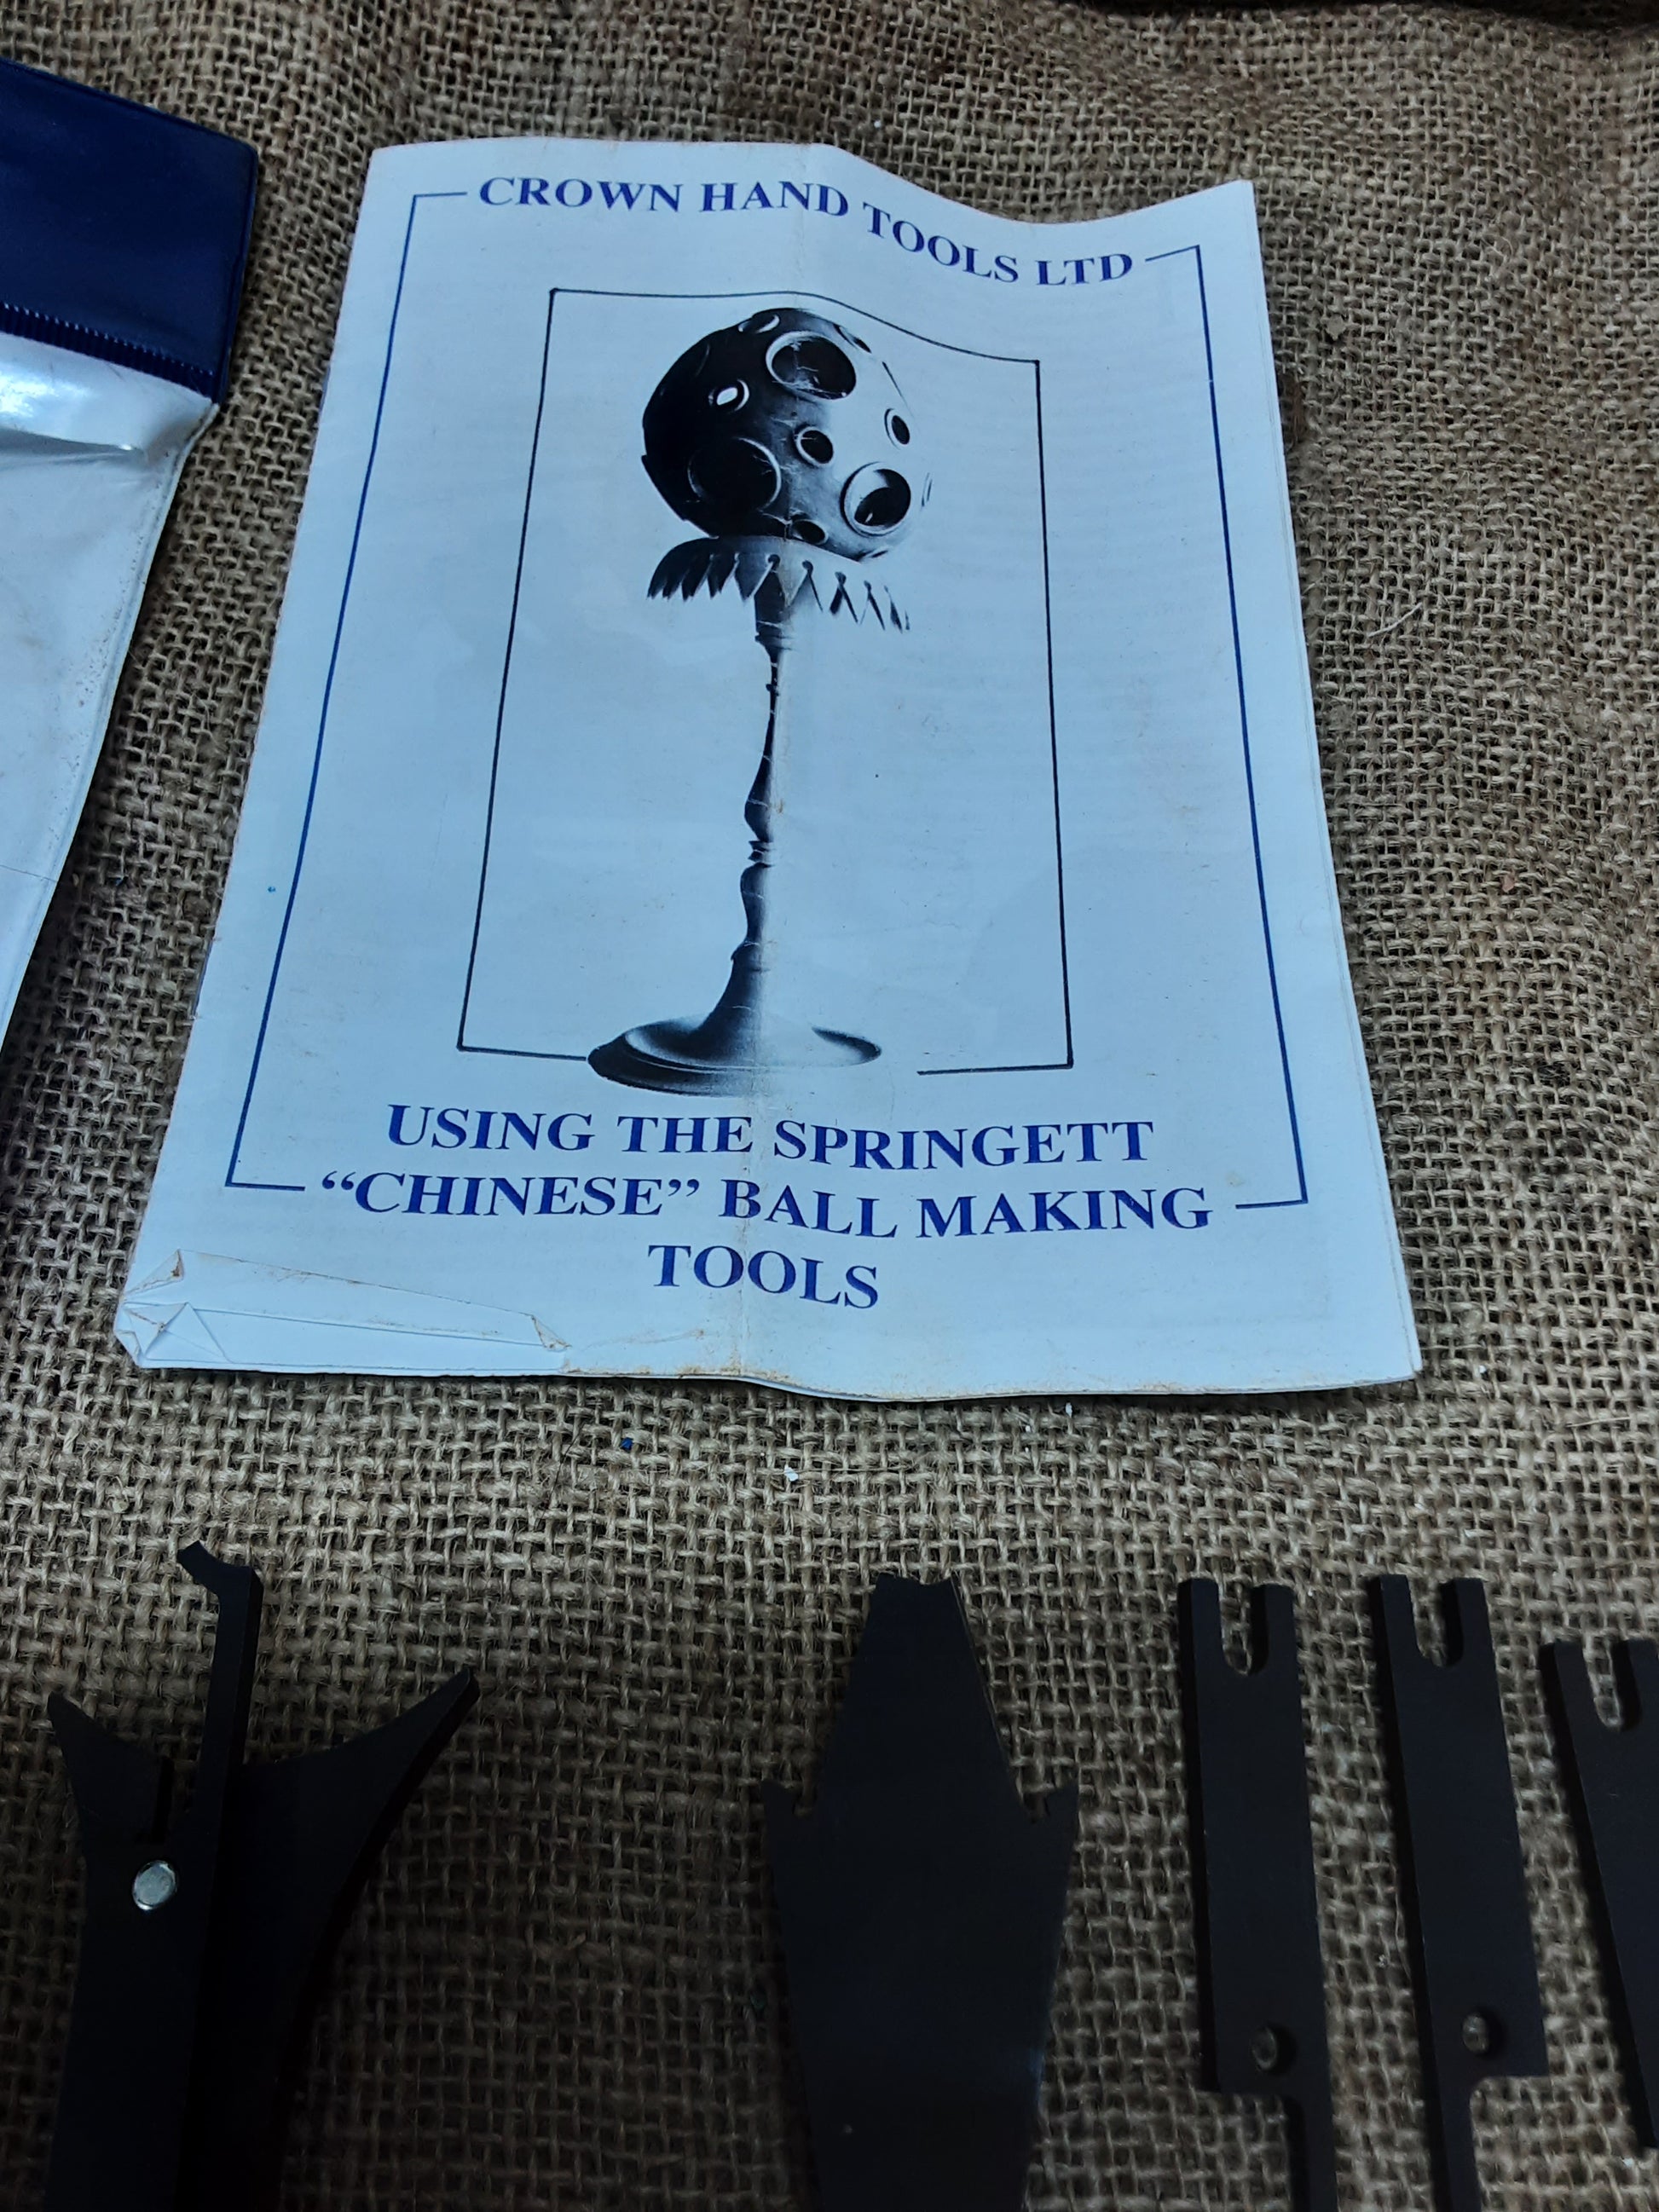 CROWN HAND TOOLS LTD
USING THE SPRINGETT
“CHINESE” BALL MAKING
TOOLS